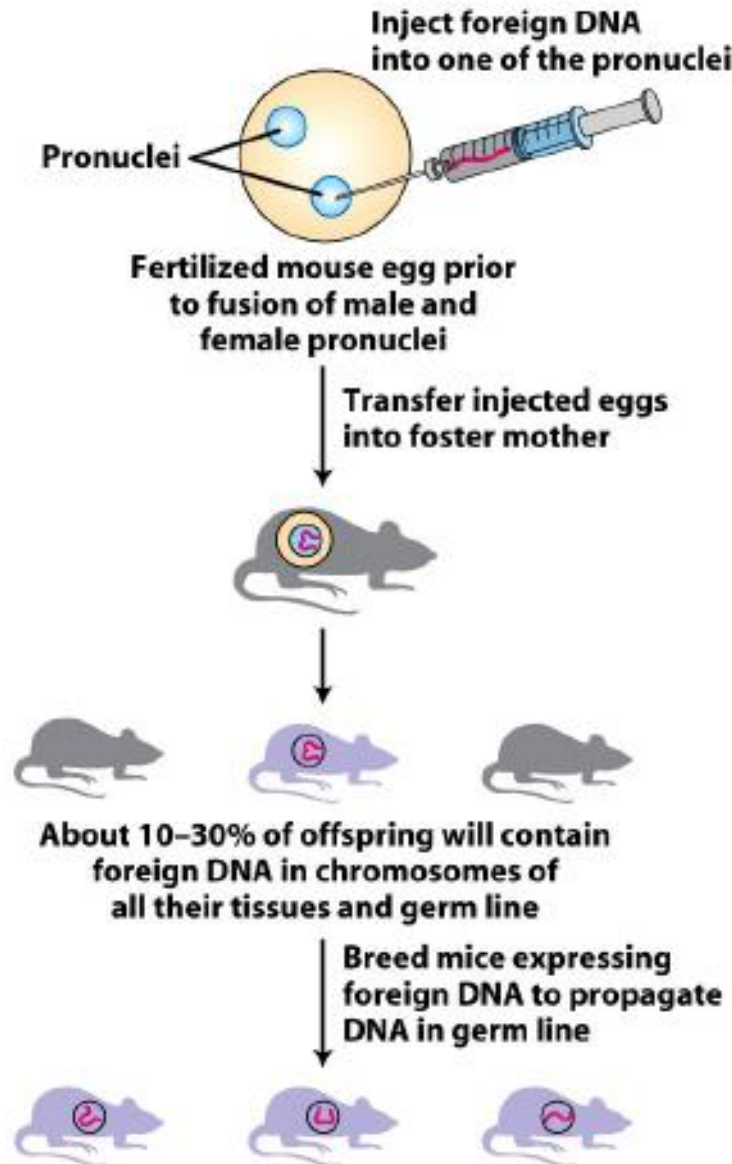 Inject foreign DNA
into one of the pronuclei
Pronuclei
Fertilized mouse egg prior
to fusion of male and
female pronuclei
Transfer injected eggs
into foster mother
About 10–30% of offspring will contain
foreign DNA in chromosomes of
all their tissues and germ line
Breed mice expressing
foreign DNA to propagate
DNA in germ line